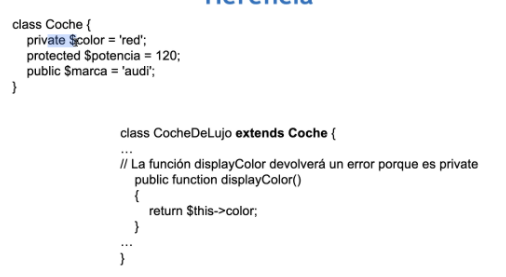 Herencia
class Coche {
private $color = 'red';
protected $potencia = 120;
public $marca = 'audi';
}
class CocheDeLujo extends Coche {
...
// La función displayColor devolverá un error porque es private
public function displayColor()
{
return $this->color;
}
...
}